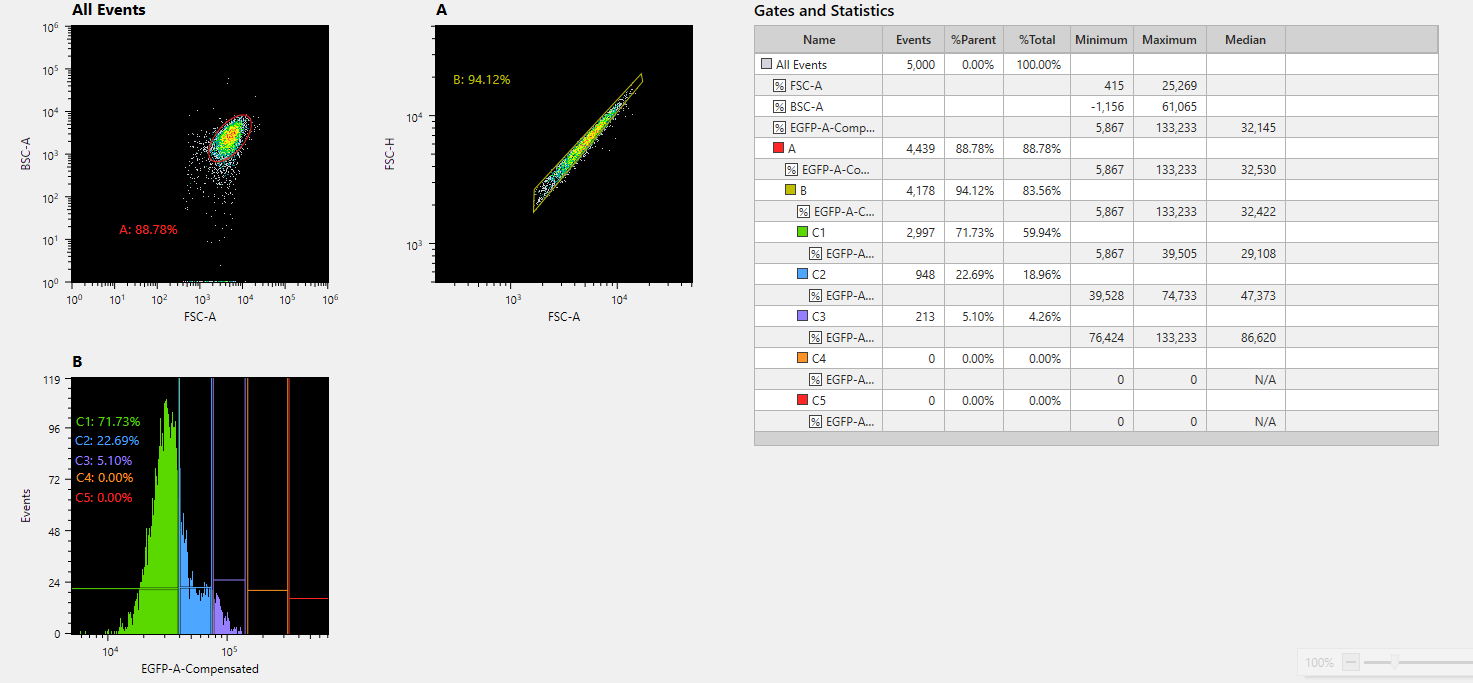 All Events
10⁶
10⁵
10⁴
10³
10²
10¹
10⁰
BSC-A
A: 88.78%
10⁰ 10¹ 10² 10³ 10⁴ 10⁵ 10⁶
FSC-A
A
B: 94.12%
10⁴
10³
FSC-H
10³ 10⁴
FSC-A
B
119
96
72
48
24
0
Events
C1: 71.73%
C2: 22.69%
C3: 5.10%
C4: 0.00%
C5: 0.00%
10⁴ 10⁵
EGFP-A-Compensated
Gates and Statistics
Name Events %Parent %Total Minimum Maximum Median
All Events 5,000 0.00% 100.00%
% FSC-A 415 25,269
% BSC-A -1,156 61,065
% EGFP-A-Comp... 5,867 133,233 32,145
A 4,439 88.78% 88.78%
% EGFP-A-Co... 5,867 133,233 32,530
B 4,178 94.12% 83.56%
% EGFP-A-C... 5,867 133,233 32,422
C1 2,997 71.73% 59.94%
% EGFP-A... 5,867 39,505 29,108
C2 948 22.69% 18.96%
% EGFP-A... 39,528 74,733 47,373
C3 213 5.10% 4.26%
% EGFP-A... 76,424 133,233 86,620
C4 0 0.00% 0.00%
% EGFP-A... 0 0 N/A
C5 0 0.00% 0.00%
% EGFP-A... 0 0 N/A
100%